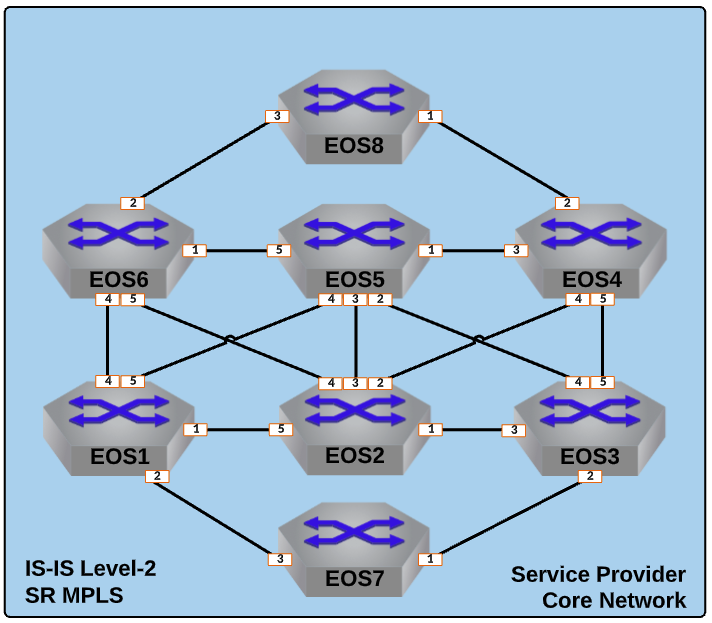 3 1
EOS8
2 2
1 5 1 3
EOS6 EOS5 EOS4
4 5 4 3 2 4 5
4 5 4 3 2 4 5
EOS1 EOS2 EOS3
1 5 1 3
2 2
3 1
EOS7
IS-IS Level-2
SR MPLS
Service Provider
Core Network